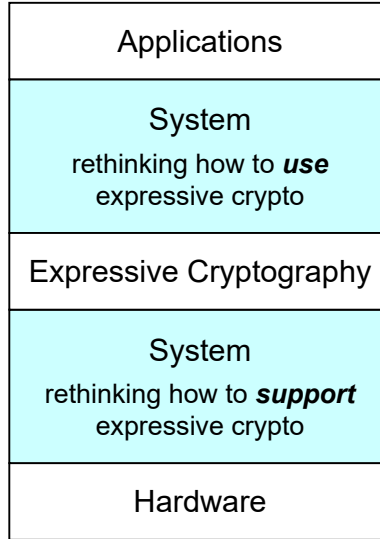 Applications
System
rethinking how to use
expressive crypto
Expressive Cryptography
System
rethinking how to support
expressive crypto
Hardware